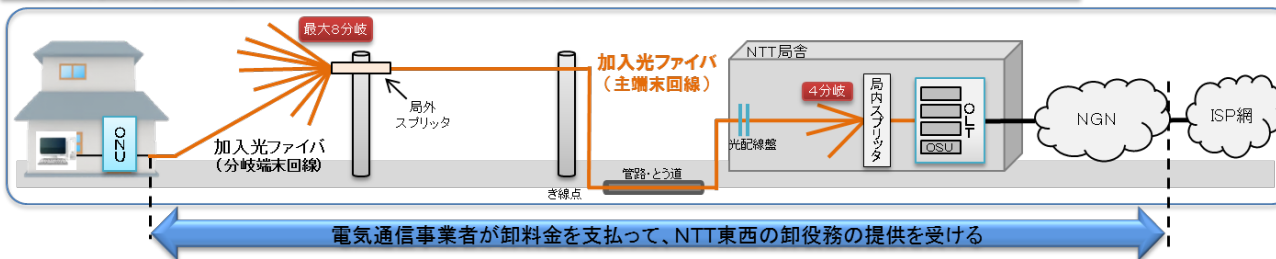 最大8分岐
ONU
加入光ファイバ
（分岐端末回線）
局外
スプリッタ
き線点
加入光ファイバ
（主端末回線）
管路・とう道
NTT局舎
光配線盤
4分岐
局内スプリッタ
OLT
OSU
NGN
ISP網
電気通信事業者が卸料金を支払って、NTT東西の卸役務の提供を受ける